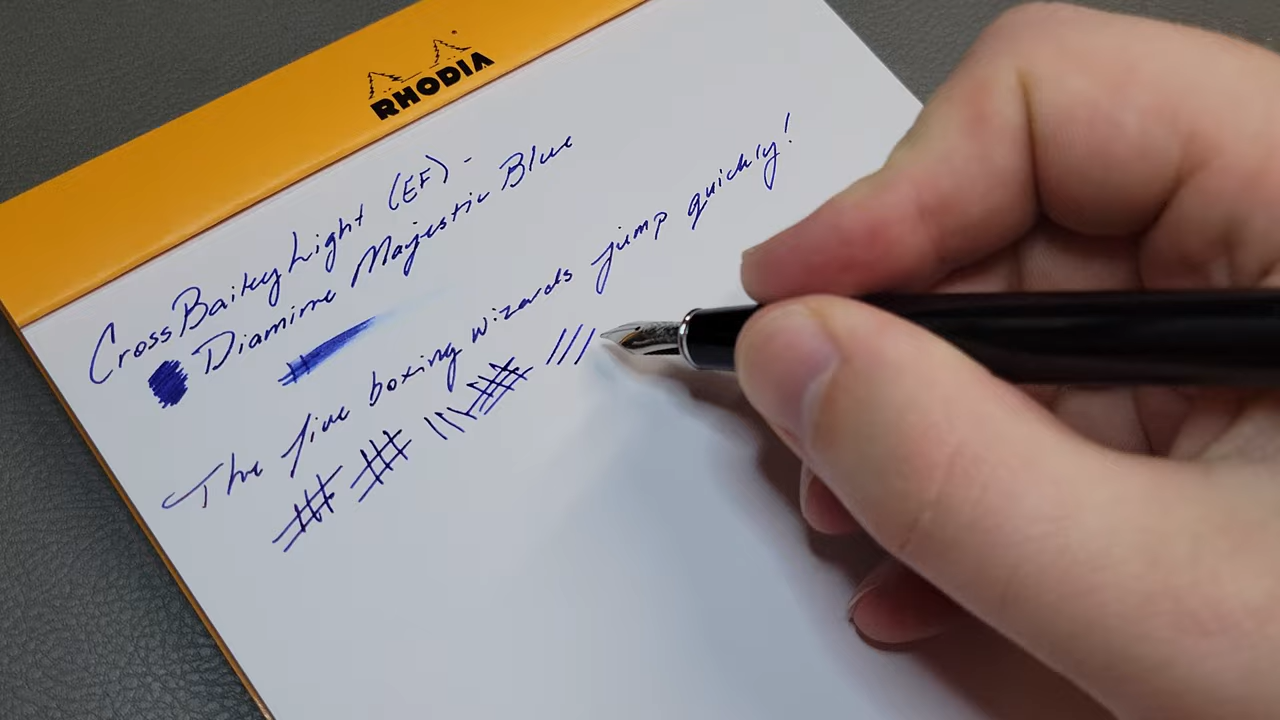 RHODIA
Cross Bailey Light (EF) -
Diamine Majestic Blue
The five boxing wizards jump quickly!